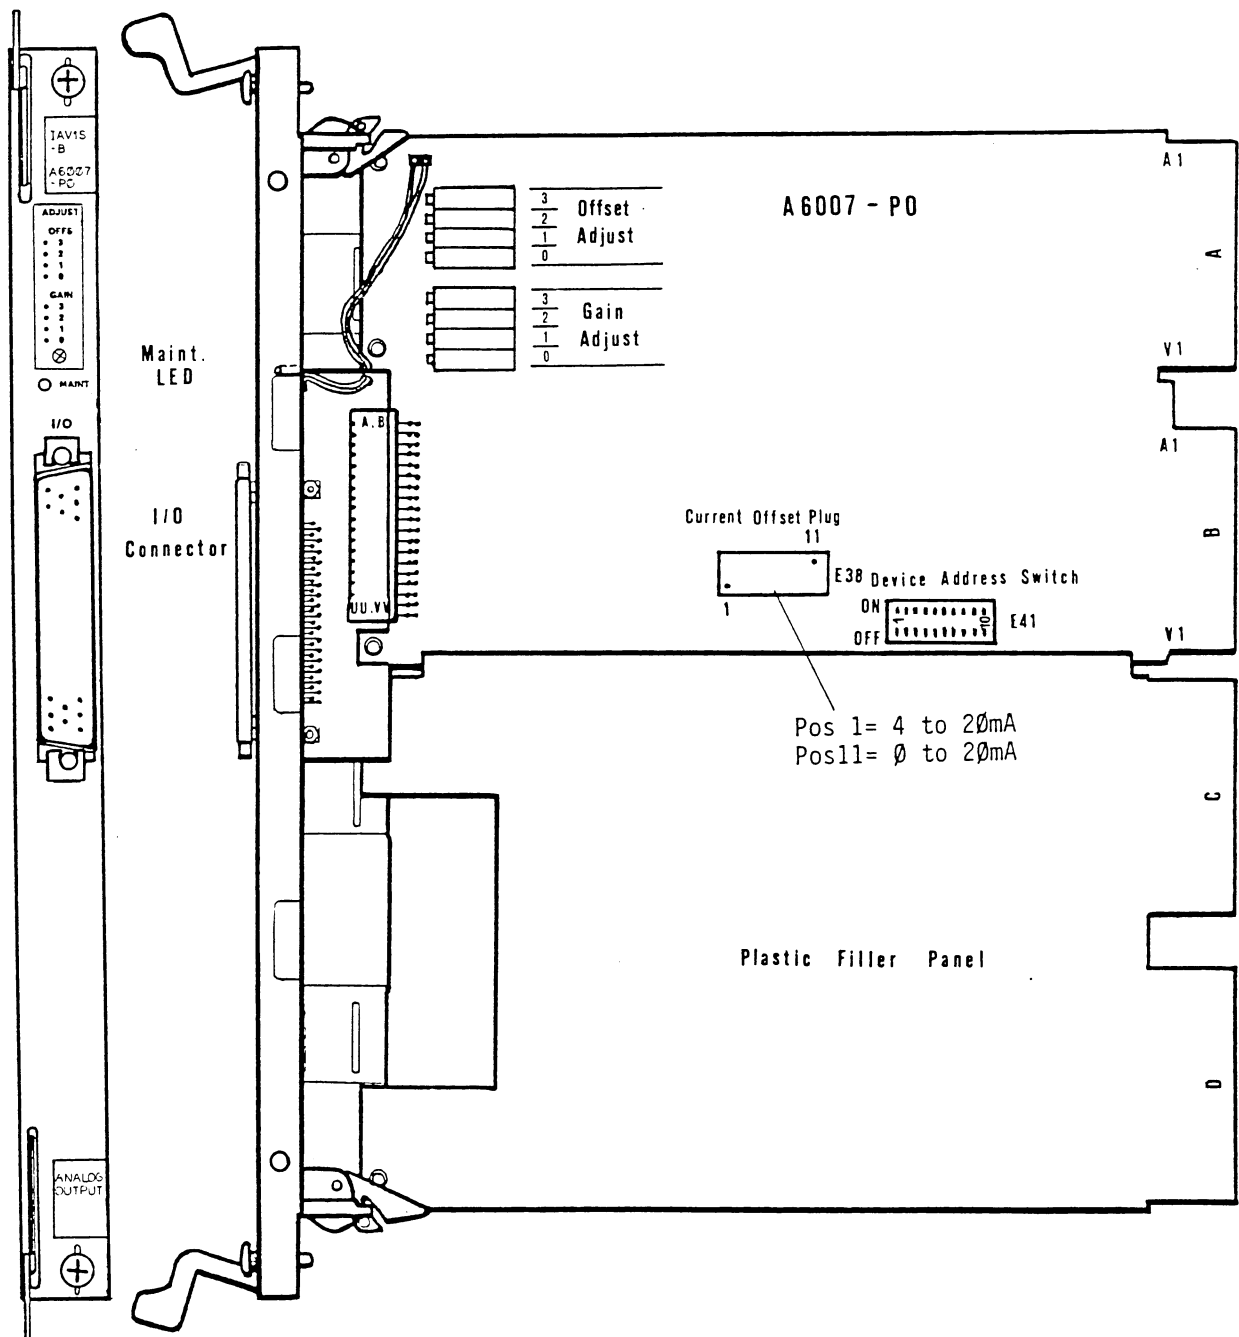 IAV1S
-B
A6007
-PO
ADJUST
OFFS
3
2
1
0
GAIN
3
2
1
0
MAINT
I/O
ANALOG
OUTPUT
Maint.
LED
I/O
Connector
3
2
1
0
Offset
Adjust
3
2
1
0
Gain
Adjust
A6007 - PO
A1
A
V1
A1
B
V1
C
D
A.B
UU.VV
Current Offset Plug
11
1
E38
Device Address Switch
ON
OFF
1
10
E41
Pos 1= 4 to 20mA
Pos11= Ø to 20mA
Plastic Filler Panel